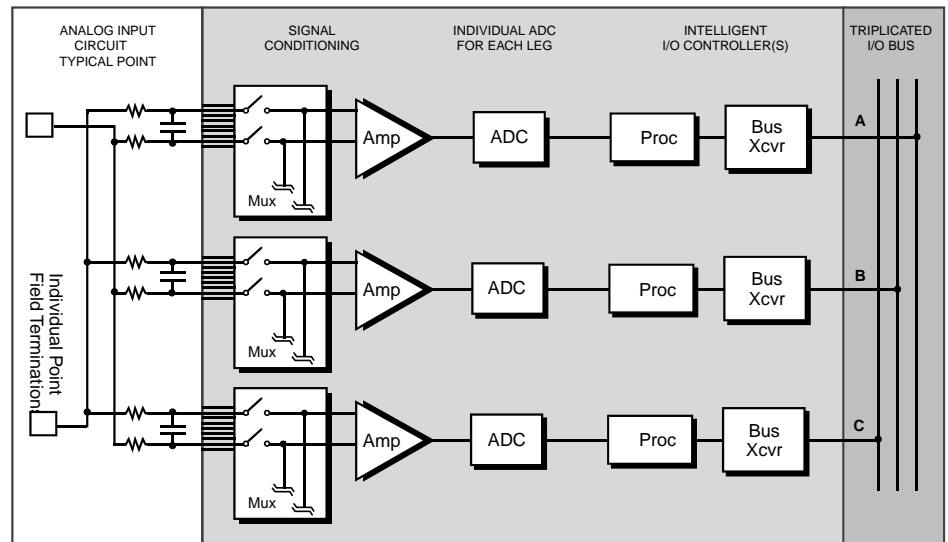 ANALOG INPUT
CIRCUIT
TYPICAL POINT
SIGNAL
CONDITIONING
INDIVIDUAL ADC
FOR EACH LEG
INTELLIGENT
I/O CONTROLLER(S)
TRIPLICATED
I/O BUS
Individual Point
Field Terminations
Mux
Amp
ADC
Proc
Bus
Xcvr
A
Mux
Amp
ADC
Proc
Bus
Xcvr
B
Mux
Amp
ADC
Proc
Bus
Xcvr
C